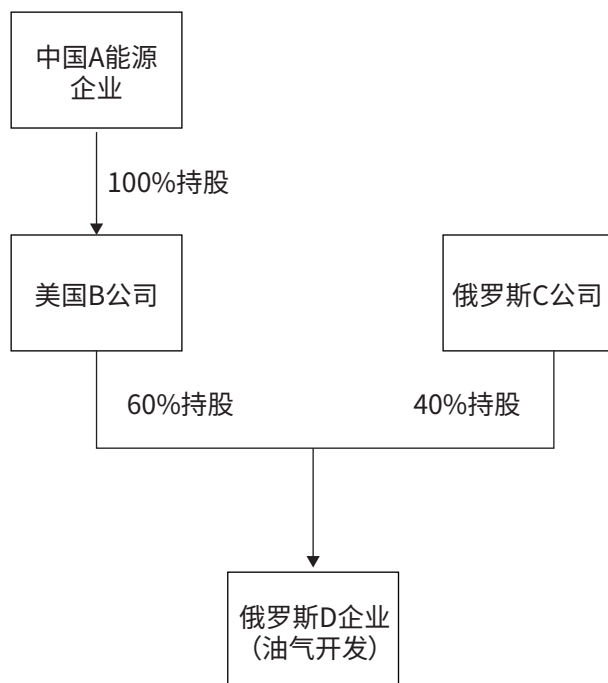 中国A能源
企业
100%持股
美国B公司
俄罗斯C公司
60%持股
40%持股
俄罗斯D企业
（油气开发）